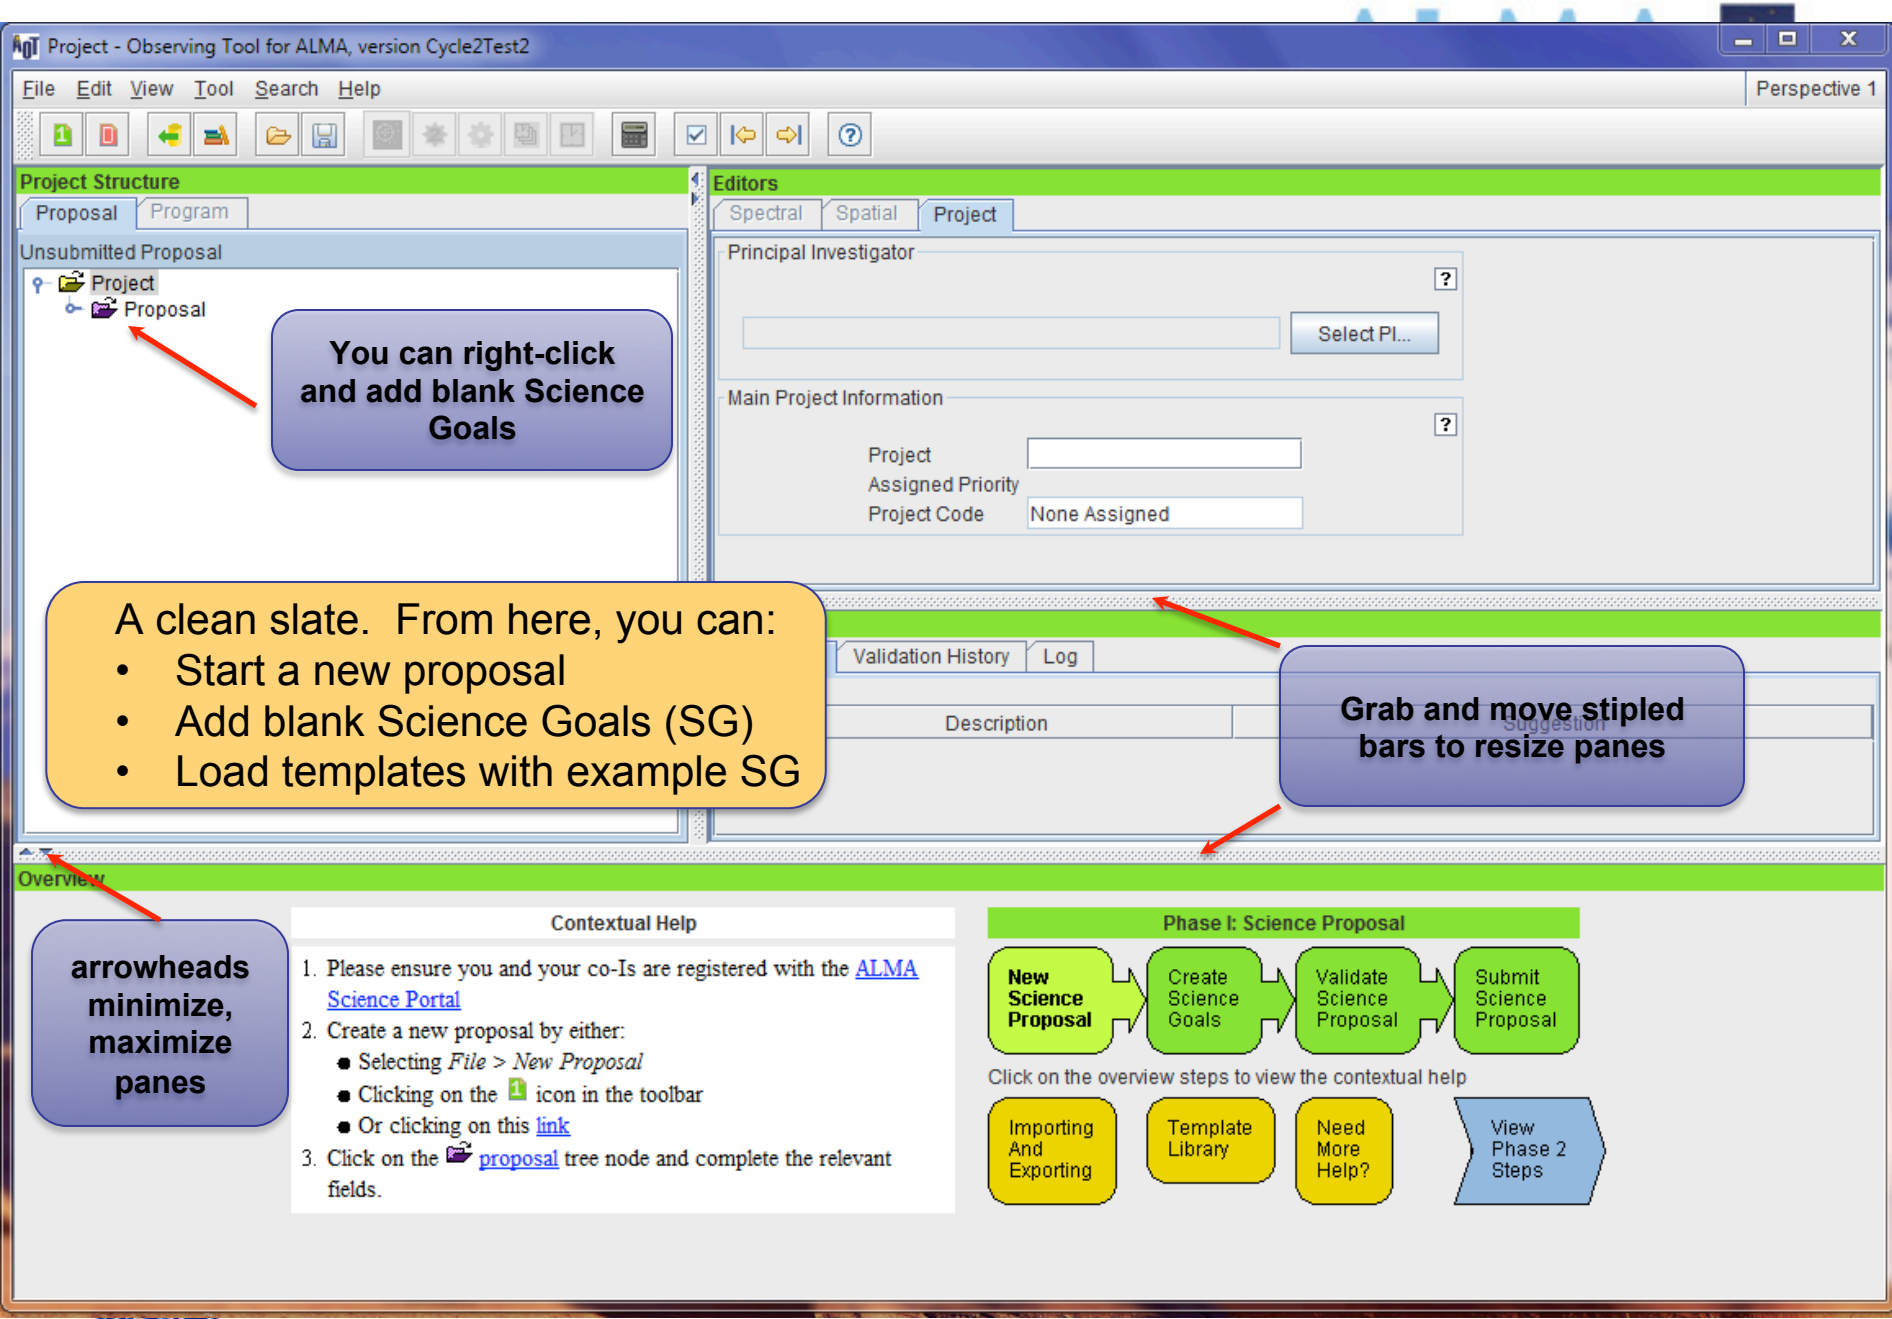 ALMA
Project - Observing Tool for ALMA, version Cycle2Test2
File Edit View Tool Search Help
Perspective 1
Project Structure
Proposal Program
Unsubmitted Proposal
Project
Proposal
You can right-click
and add blank Science
Goals
Editors
Spectral Spatial Project
Principal Investigator
?
Select PI...
Main Project Information
?
Project
Assigned Priority
Project Code None Assigned
A clean slate. From here, you can:
• Start a new proposal
• Add blank Science Goals (SG)
• Load templates with example SG
Validation History Log
Description Suggestion
Grab and move stipled
bars to resize panes
Overview
arrowheads
minimize,
maximize
panes
Contextual Help
1. Please ensure you and your co-Is are registered with the ALMA
Science Portal
2. Create a new proposal by either:
● Selecting File > New Proposal
● Clicking on the 1 icon in the toolbar
● Or clicking on this link
3. Click on the proposal tree node and complete the relevant
fields.
Phase I: Science Proposal
New
Science
Proposal
Create
Science
Goals
Validate
Science
Proposal
Submit
Science
Proposal
Click on the overview steps to view the contextual help
Importing
And
Exporting
Template
Library
Need
More
Help?
View
Phase 2
Steps